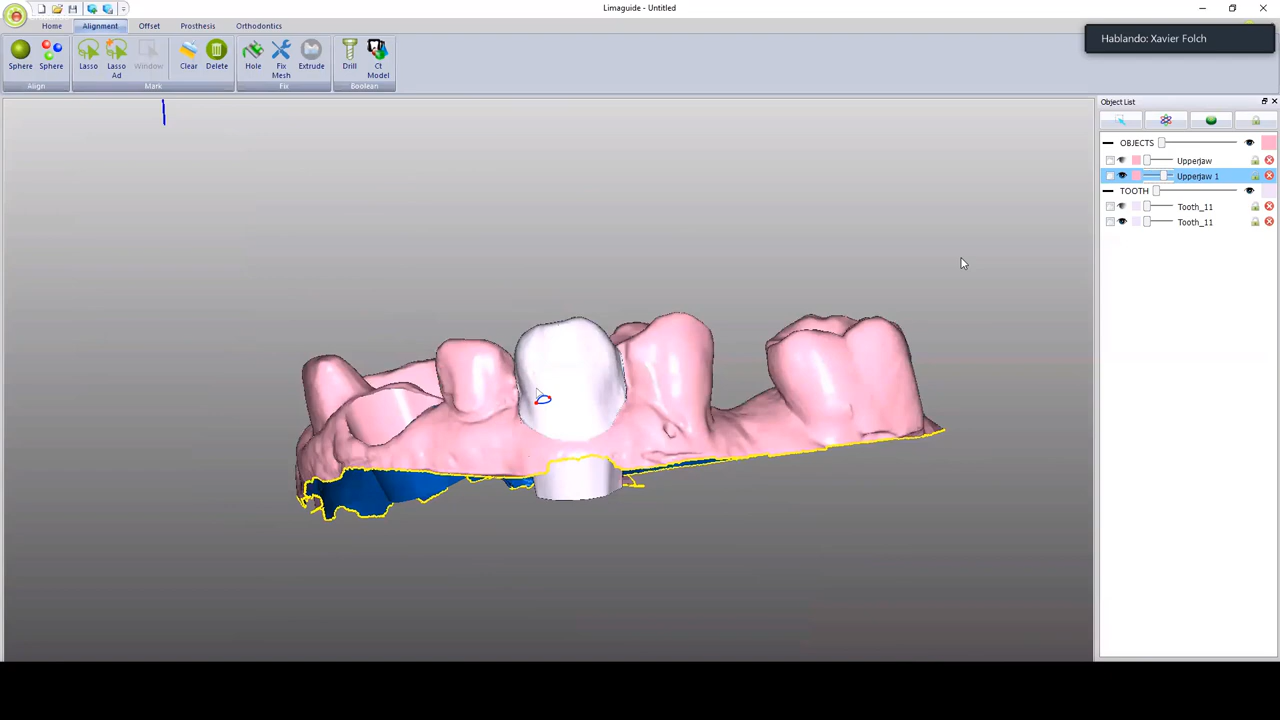 Limaguide - Untitled
Home Alignment Offset Prosthesis Orthodontics
Hablando: Xavier Folch
Sphere Sphere Lasso Lasso Ad Window Clear Delete Hole Fix Mesh Extrude Drill Ct Model
Align Mark Fix Boolean
Object List
OBJECTS
Upperjaw
Upperjaw 1
TOOTH
Tooth_11
Tooth_11